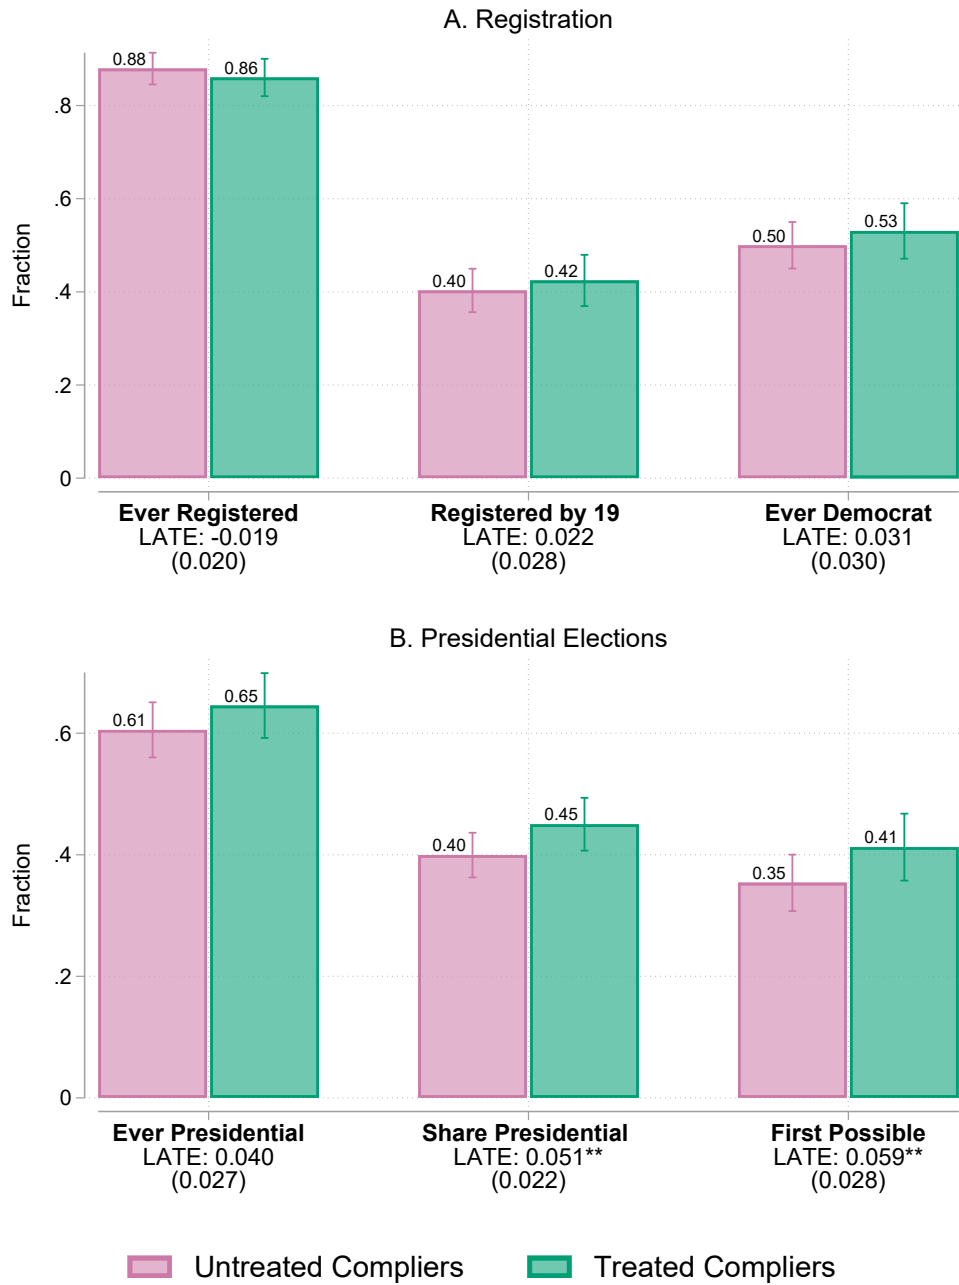 A. Registration
Fraction
.8
.6
.4
.2
0
0.88
0.86
0.40
0.42
0.50
0.53
Ever Registered
LATE: -0.019
(0.020)
Registered by 19
LATE: 0.022
(0.028)
Ever Democrat
LATE: 0.031
(0.030)
B. Presidential Elections
Fraction
.6
.4
.2
0
0.61
0.65
0.40
0.45
0.35
0.41
Ever Presidential
LATE: 0.040
(0.027)
Share Presidential
LATE: 0.051**
(0.022)
First Possible
LATE: 0.059**
(0.028)
Untreated Compliers
Treated Compliers